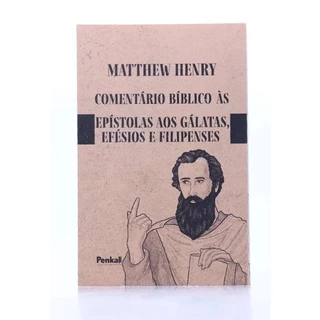 MATTHEW HENRY
COMENTÁRIO BÍBLICO ÀS
EPÍSTOLAS AOS GÁLATAS,
EFÉSIOS E FILIPENSES
Penkal